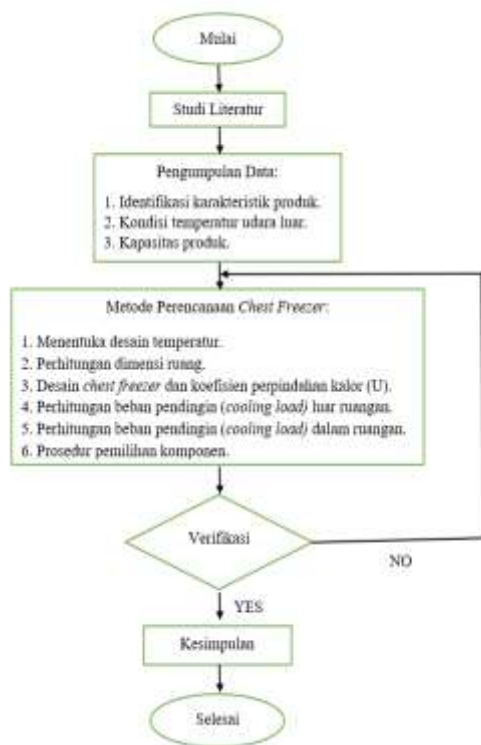 Mulai
Studi Literatur
Pengumpulan Data:
1. Identifikasi karakteristik produk.
2. Kondisi temperatur udara luar.
3. Kapasitas produk.
Metode Perencanaan Chest Freezer:
1. Menentuka desain temperatur.
2. Perhitungan dimensi ruang.
3. Desain chest freezer dan koefisien perpindahan kalor (U).
4. Perhitungan beban pendingin (cooling load) luar ruangan.
5. Perhitungan beban pendingin (cooling load) dalam ruangan.
6. Prosedur pemilihan komponen.
Verifikasi
NO
YES
Kesimpulan
Selesai